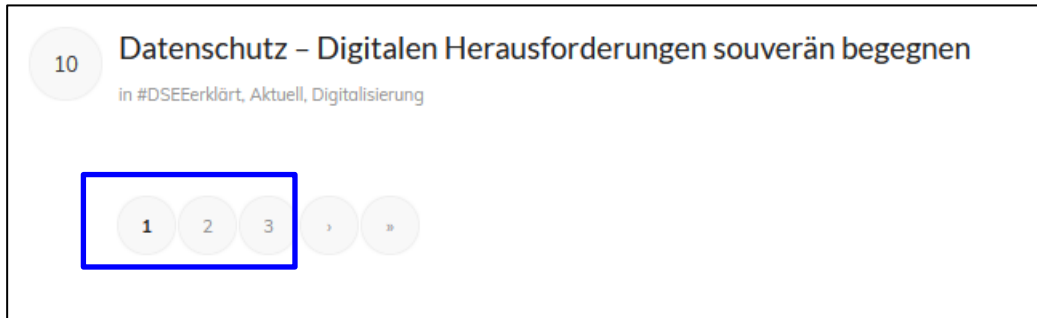 10
Datenschutz – Digitalen Herausforderungen souverän begegnen
in #DSEEerklärt, Aktuell, Digitalisierung
1 2 3 › »